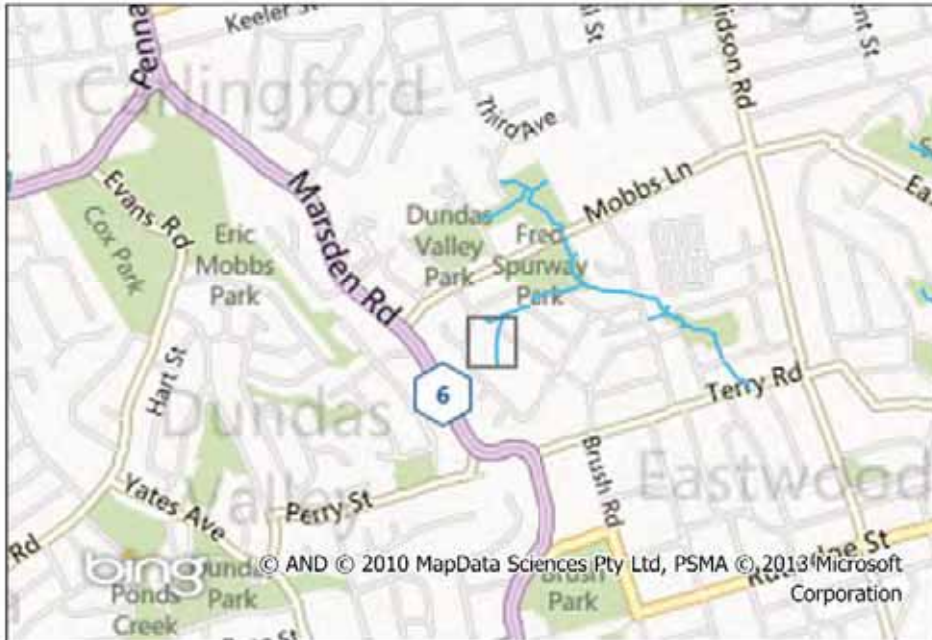 Keeler St
Carlingford
Marsden Rd
Third Ave
Mobbs Ln
Evans Rd
Cox Park
Eric
Mobbs
Park
Dundas
Valley
Park
Fred
Spurway
Park
Hart St
6
Terry Rd
Dundas
Valley
Eastwood
Brush Rd
Perry St
Yates Ave
Rd
bing
© AND © 2010 MapData Sciences Pty Ltd, PSMA © 2013 Microsoft
Corporation
Park
Ponds
Creek
Brush
Park